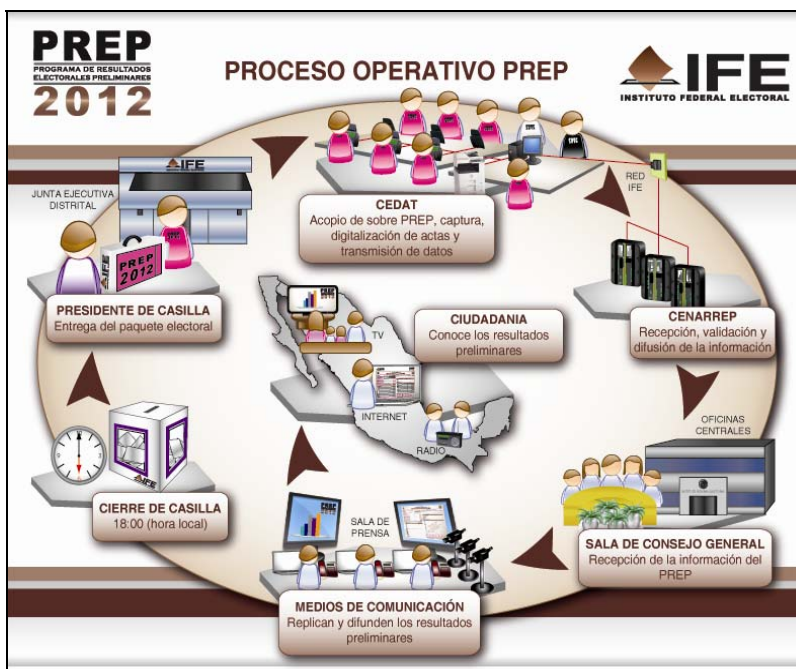 PREP
PROGRAMA DE RESULTADOS
ELECTORALES PRELIMINARES
2012
PROCESO OPERATIVO PREP
IFE
INSTITUTO FEDERAL ELECTORAL
IFE
JUNTA EJECUTIVA
DISTRITAL
IFE
PREP
2012
PRESIDENTE DE CASILLA
Entrega del paquete electoral
CEDAT
Acopio de sobre PREP, captura,
digitalización de actas y
transmisión de datos
RED
IFE
CENARREP
Recepción, validación y
difusión de la información
CIUDADANIA
Conoce los resultados
preliminares
TV
INTERNET
RADIO
IFE
CIERRE DE CASILLA
18:00 (hora local)
OFICINAS
CENTRALES
SALA DE CONSEJO GENERAL
Recepción de la información del
PREP
SALA DE
PRENSA
2012
MEDIOS DE COMUNICACIÓN
Replican y difunden los resultados
preliminares